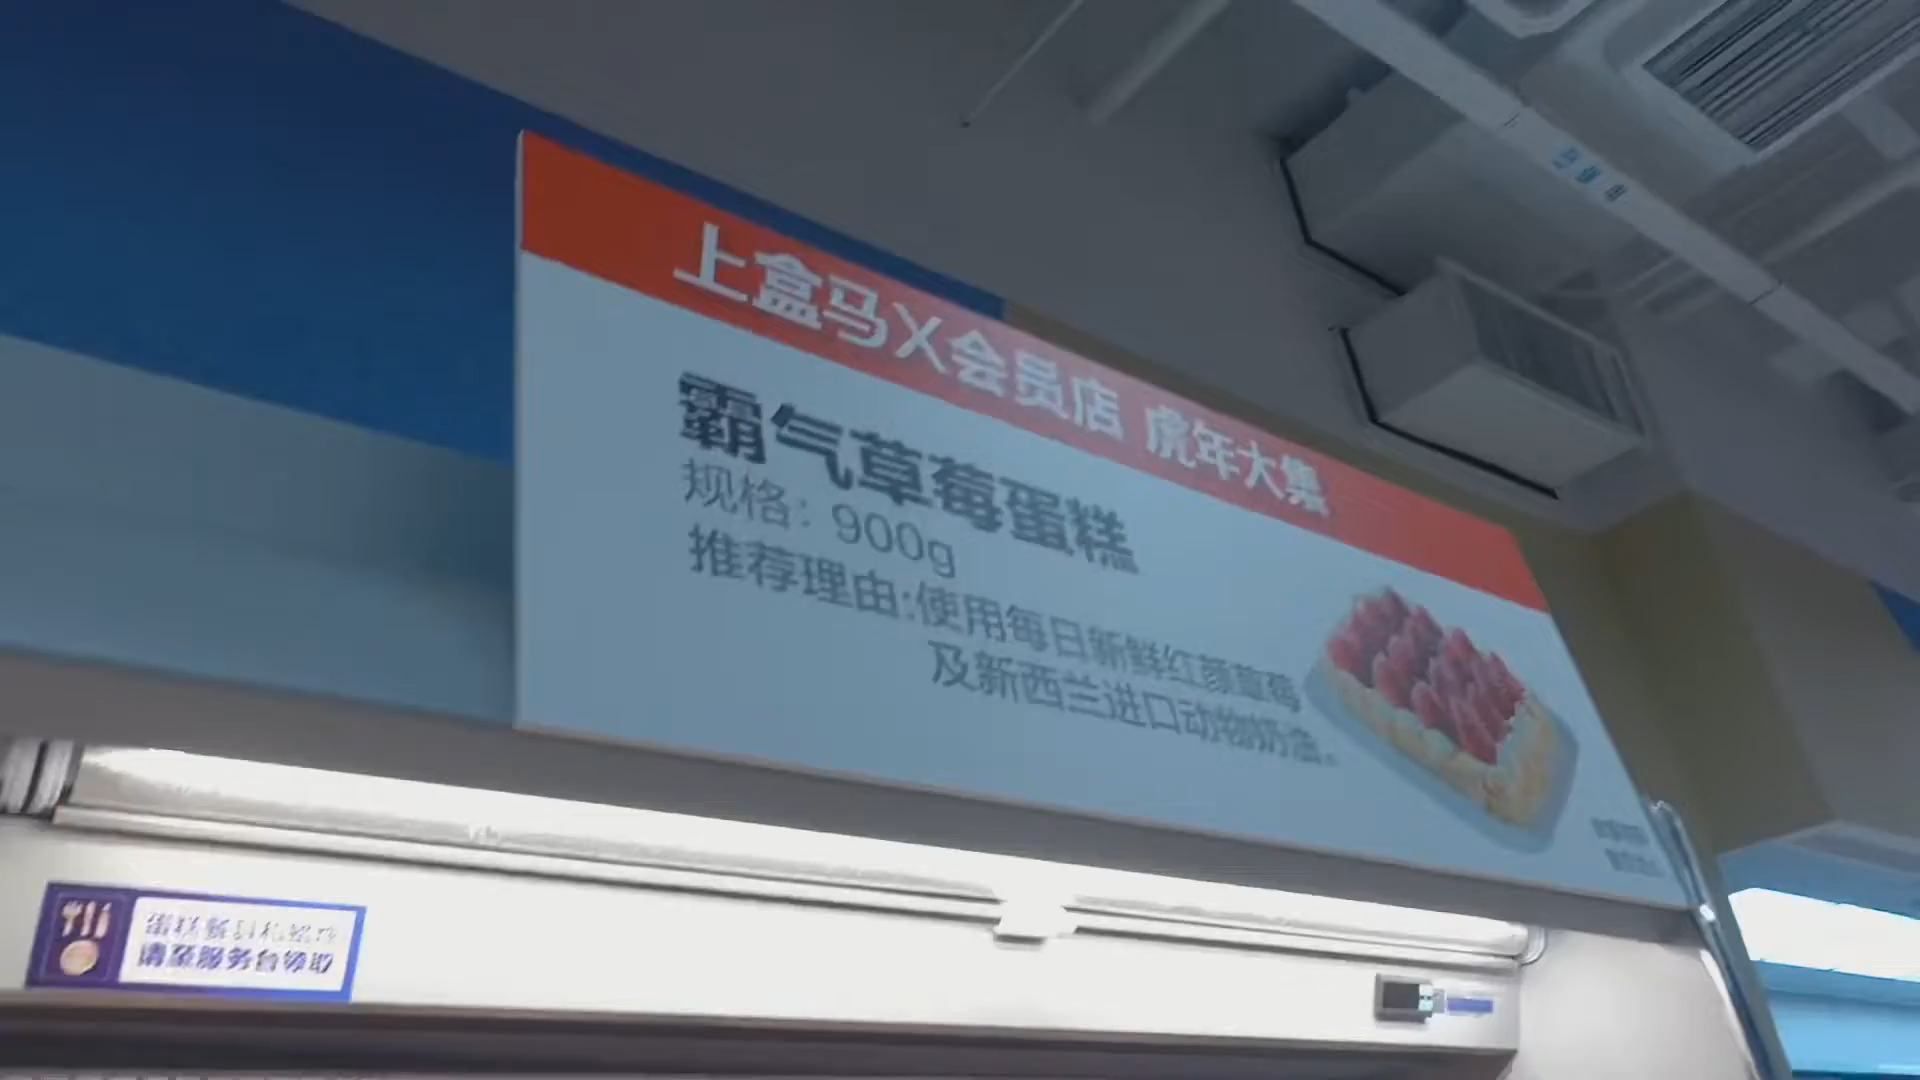 上盒马X会员店 虎年大集
霸气草莓蛋糕
规格：900g
推荐理由:使用每日新鲜红颜草莓
及新西兰进口动物奶油。
请至服务台领取